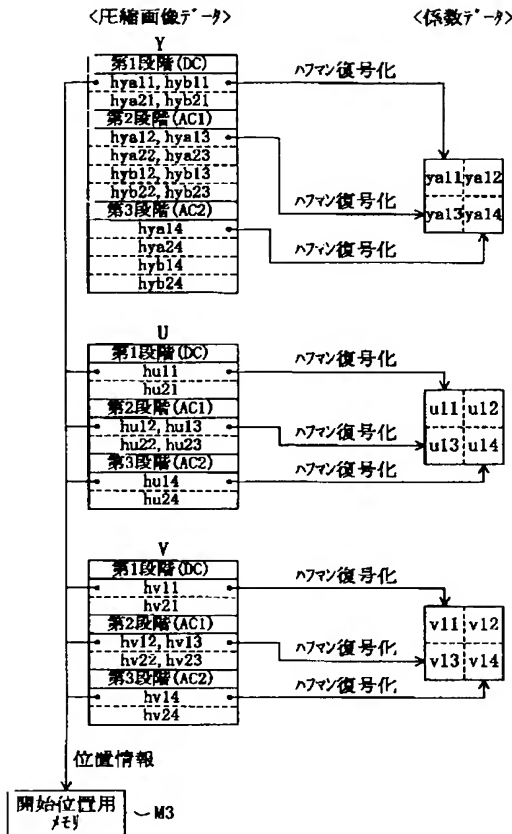 <圧縮画像データ>
<係数データ>
Y
第1段階(DC)
hya11, hyb11
hya21, hyb21
第2段階(AC1)
hya12, hya13
hya22, hya23
hyb12, hyb13
hyb22, hyb23
第3段階(AC2)
hya14
hya24
hyb14
hyb24
ハフマン復号化
ハフマン復号化
ハフマン復号化
ya11 ya12
ya13 ya14
U
第1段階(DC)
hu11
hu21
第2段階(AC1)
hu12, hu13
hu22, hu23
第3段階(AC2)
hu14
hu24
ハフマン復号化
ハフマン復号化
ハフマン復号化
u11 u12
u13 u14
V
第1段階(DC)
hv11
hv21
第2段階(AC1)
hv12, hv13
hv22, hv23
第3段階(AC2)
hv14
hv24
ハフマン復号化
ハフマン復号化
ハフマン復号化
v11 v12
v13 v14
位置情報
開始位置用
メモリ
M3